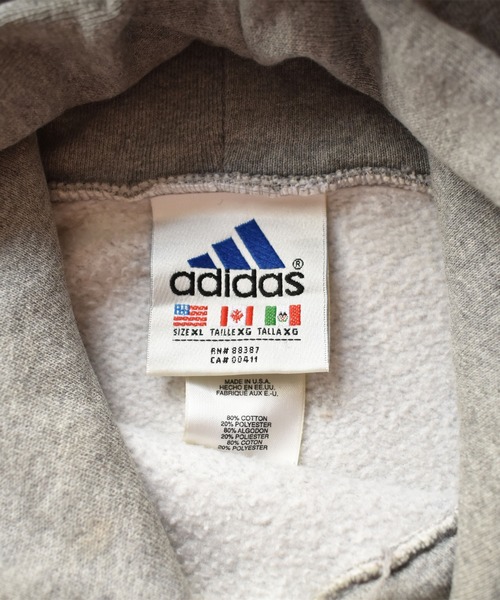 adidas®
SIZE XL TAILLE XG TALLA XG
RN# 88387
CA# 00411
MADE IN U.S.A.
HECHO EN EE.UU.
FABRIQUÉ AUX É.-U.
80% COTTON
20% POLYESTER
80% ALGODON
20% POLIESTER
80% COTON
20% POLYESTER